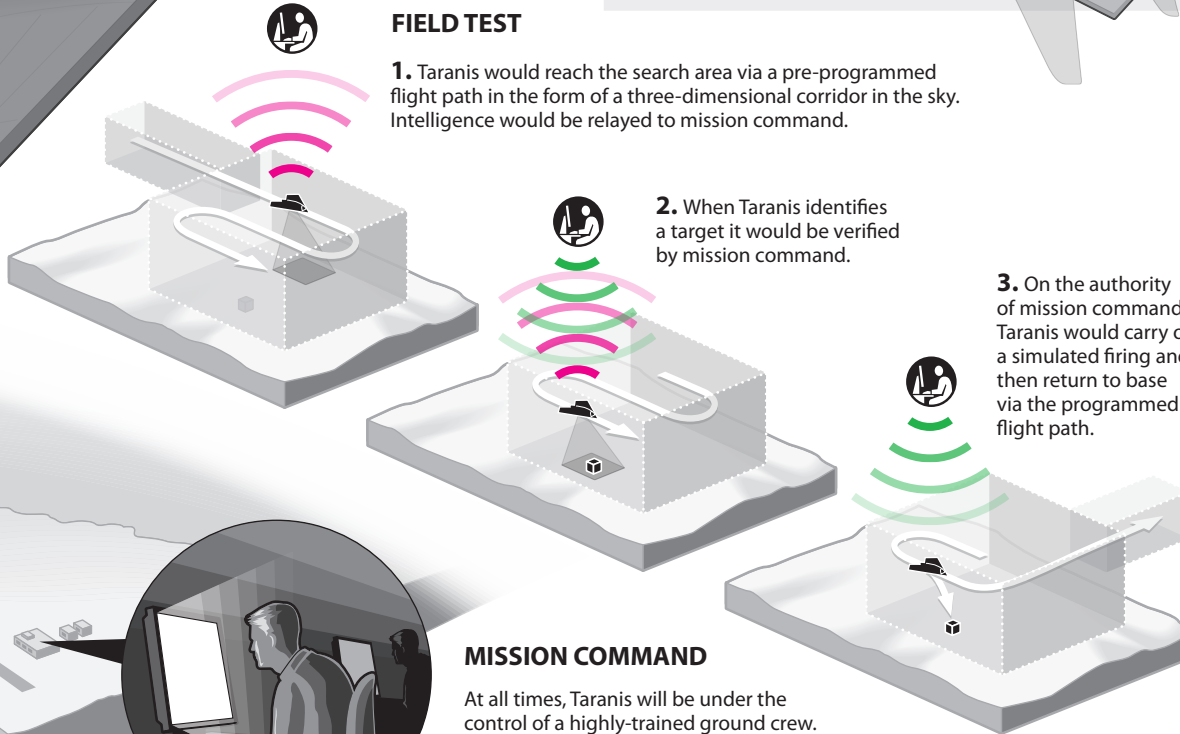 FIELD TEST
1. Taranis would reach the search area via a pre-programmed
flight path in the form of a three-dimensional corridor in the sky.
Intelligence would be relayed to mission command.
2. When Taranis identifies
a target it would be verified
by mission command.
3. On the authority
of mission command
Taranis would carry
a simulated firing and
then return to base
via the programmed
flight path.
MISSION COMMAND
At all times, Taranis will be under the
control of a highly-trained ground crew.